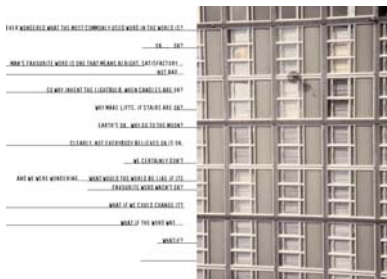 EVER WONDERED WHAT THE MOST COMMONLY USED WORD IN THE WORLD IS?
OK...... OK?
MAN'S FAVOURITE WORD IS ONE THAT MEANS ALRIGHT, SATISFACTORY...
NOT BAD...
SO WHY INVENT THE LIGHTBULB, WHEN CANDLES ARE OK?
WHY MAKE LIFTS, IF STAIRS ARE OK?
EARTH'S OK, WHY GO TO THE MOON?
CLEARLY, NOT EVERYBODY BELIEVES OK IS OK.
WE CERTAINLY DON'T
AND WE WERE WONDERING..... WHAT WOULD THE WORLD BE LIKE IF ITS
FAVOURITE WORD WASN'T OK?
WHAT IF WE COULD CHANGE IT?
WHAT IF THE WORD WAS.....
WHAT IF?